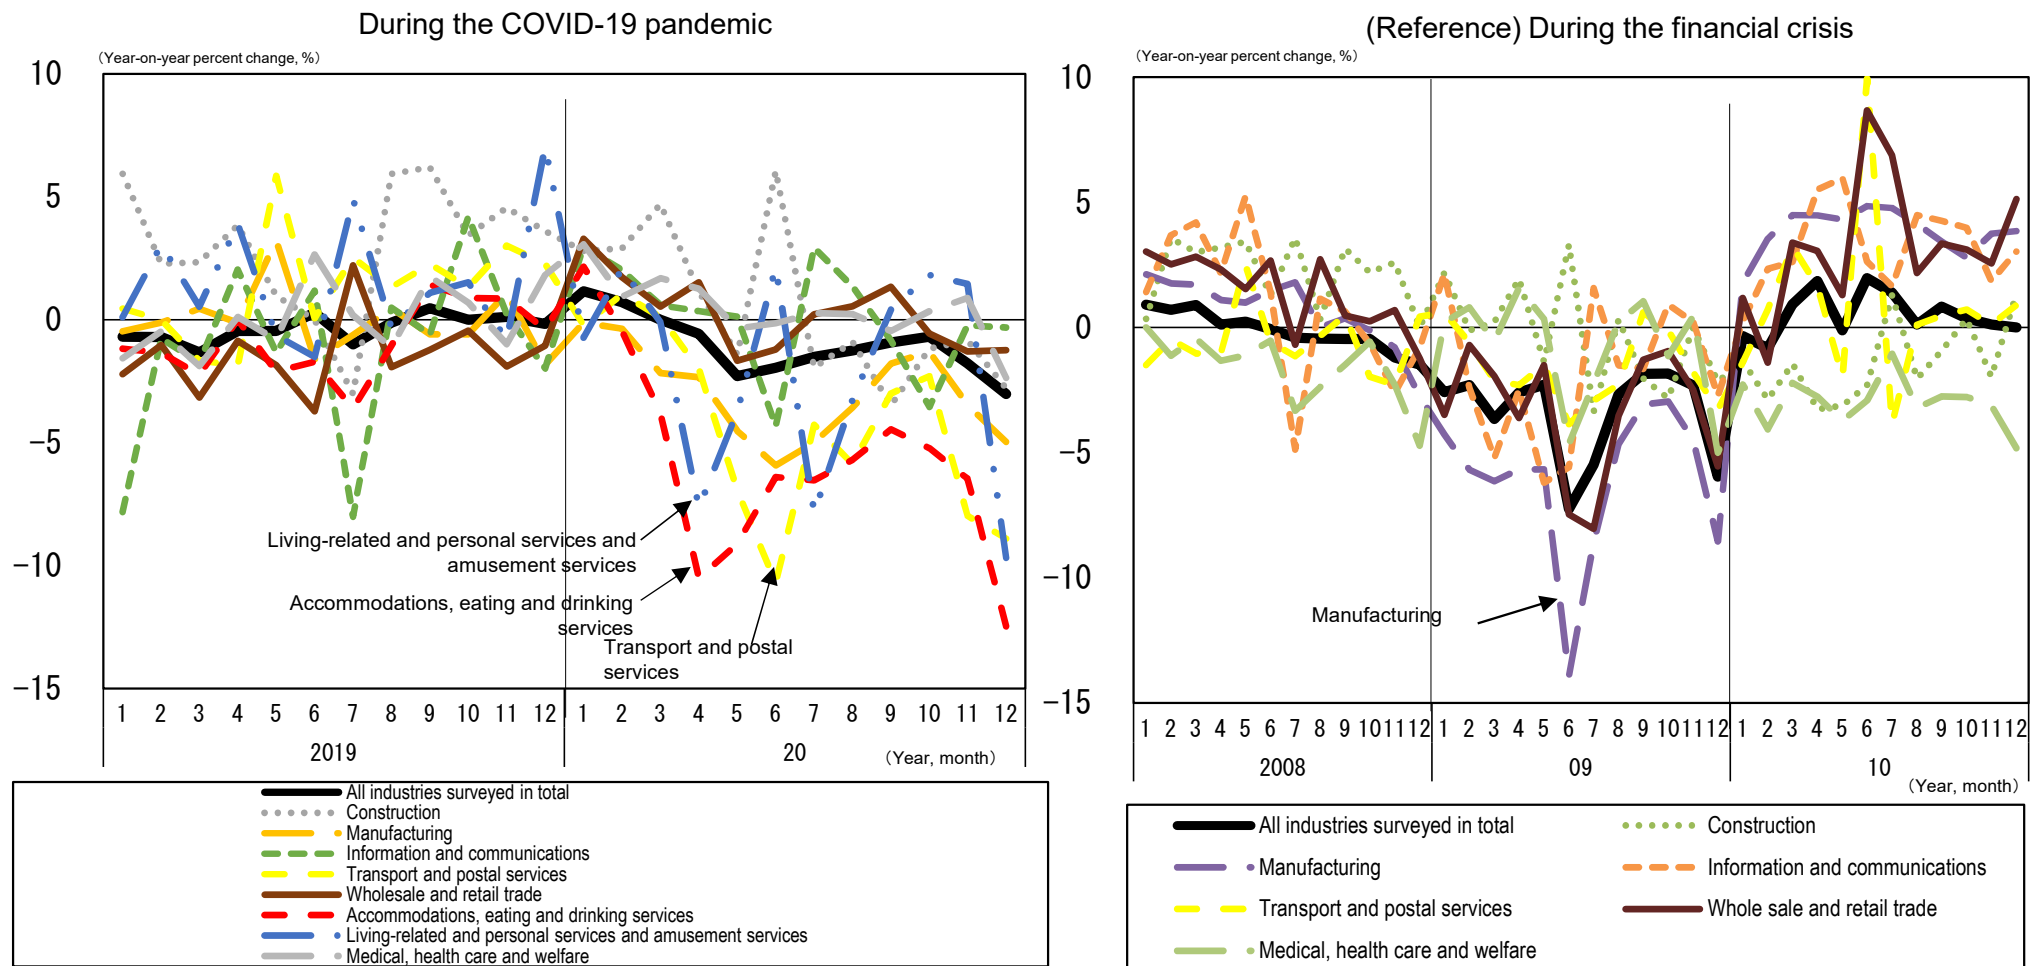 During the COVID-19 pandemic
（Year-on-year percent change, %）
10
5
0
−5
−10
−15
Living-related and personal services and
amusement services
Accommodations, eating and drinking
services
Transport and postal
services
1 2 3 4 5 6 7 8 9 10 11 12 1 2 3 4 5 6 7 8 9 10 11 12
2019 20 （Year, month）
All industries surveyed in total
Construction
Manufacturing
Information and communications
Transport and postal services
Wholesale and retail trade
Accommodations, eating and drinking services
Living-related and personal services and amusement services
Medical, health care and welfare
(Reference) During the financial crisis
（Year-on-year percent change, %）
10
5
0
−5
−10
−15
Manufacturing
1 2 3 4 5 6 7 8 9 10 11 12 1 2 3 4 5 6 7 8 9 10 11 12 1 2 3 4 5 6 7 8 9 10 11 12
2008 09 10
（Year, month）
All industries surveyed in total Construction
Manufacturing Information and communications
Transport and postal services Whole sale and retail trade
Medical, health care and welfare